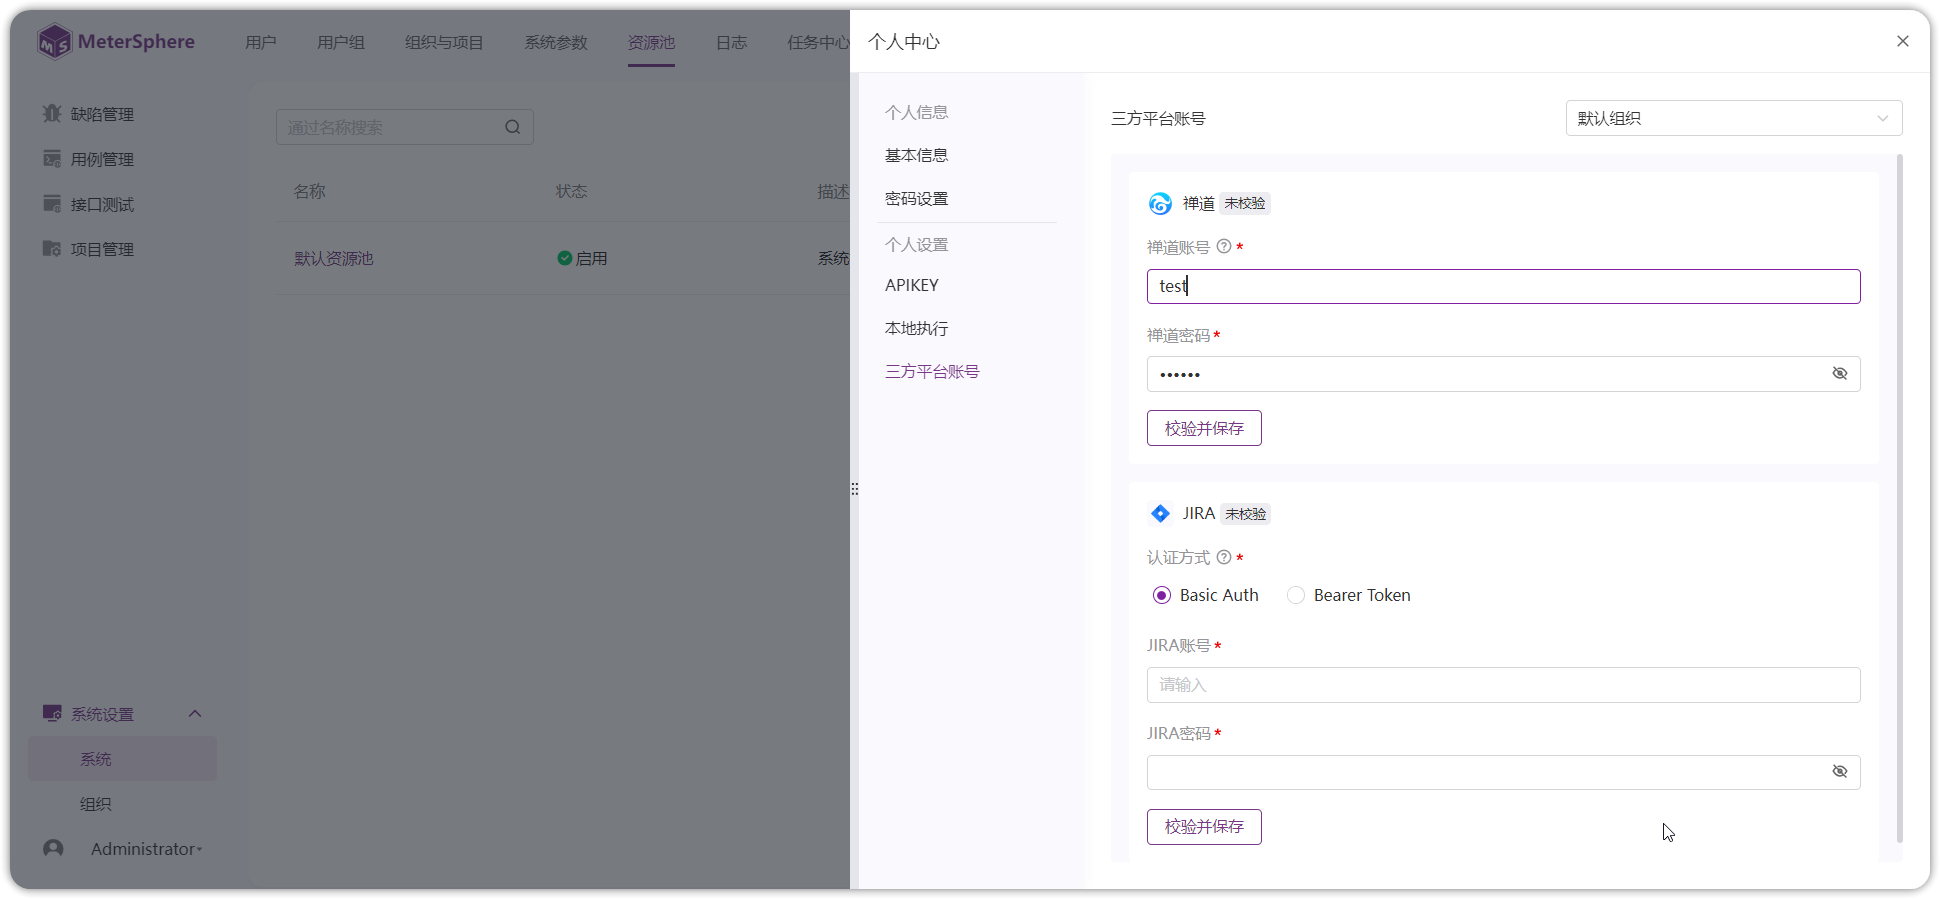 MeterSphere
用户
用户组
组织与项目
系统参数
资源池
日志
任务中心
缺陷管理
用例管理
接口测试
项目管理
通过名称搜索
名称
状态
描述
默认资源池
启用
系统
系统设置
系统
组织
Administrator
个人中心
个人信息
基本信息
密码设置
个人设置
APIKEY
本地执行
三方平台账号
三方平台账号
默认组织
禅道 未校验
禅道账号 *
test
禅道密码 *
••••••
校验并保存
JIRA 未校验
认证方式 *
Basic Auth
Bearer Token
JIRA账号 *
请输入
JIRA密码 *
校验并保存